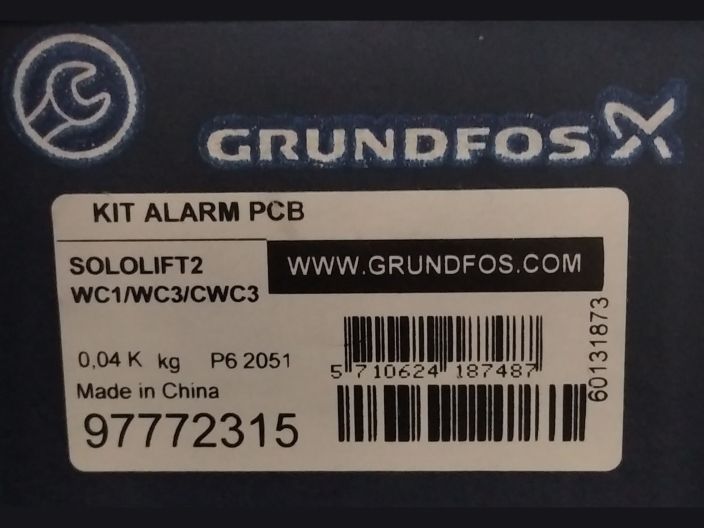 GRUNDFOS
KIT ALARM PCB
SOLOLIFT2
WC1/WC3/CWC3
WWW.GRUNDFOS.COM
0,04 K kg P6 2051
Made in China
97772315
5 710624 187487
60131873